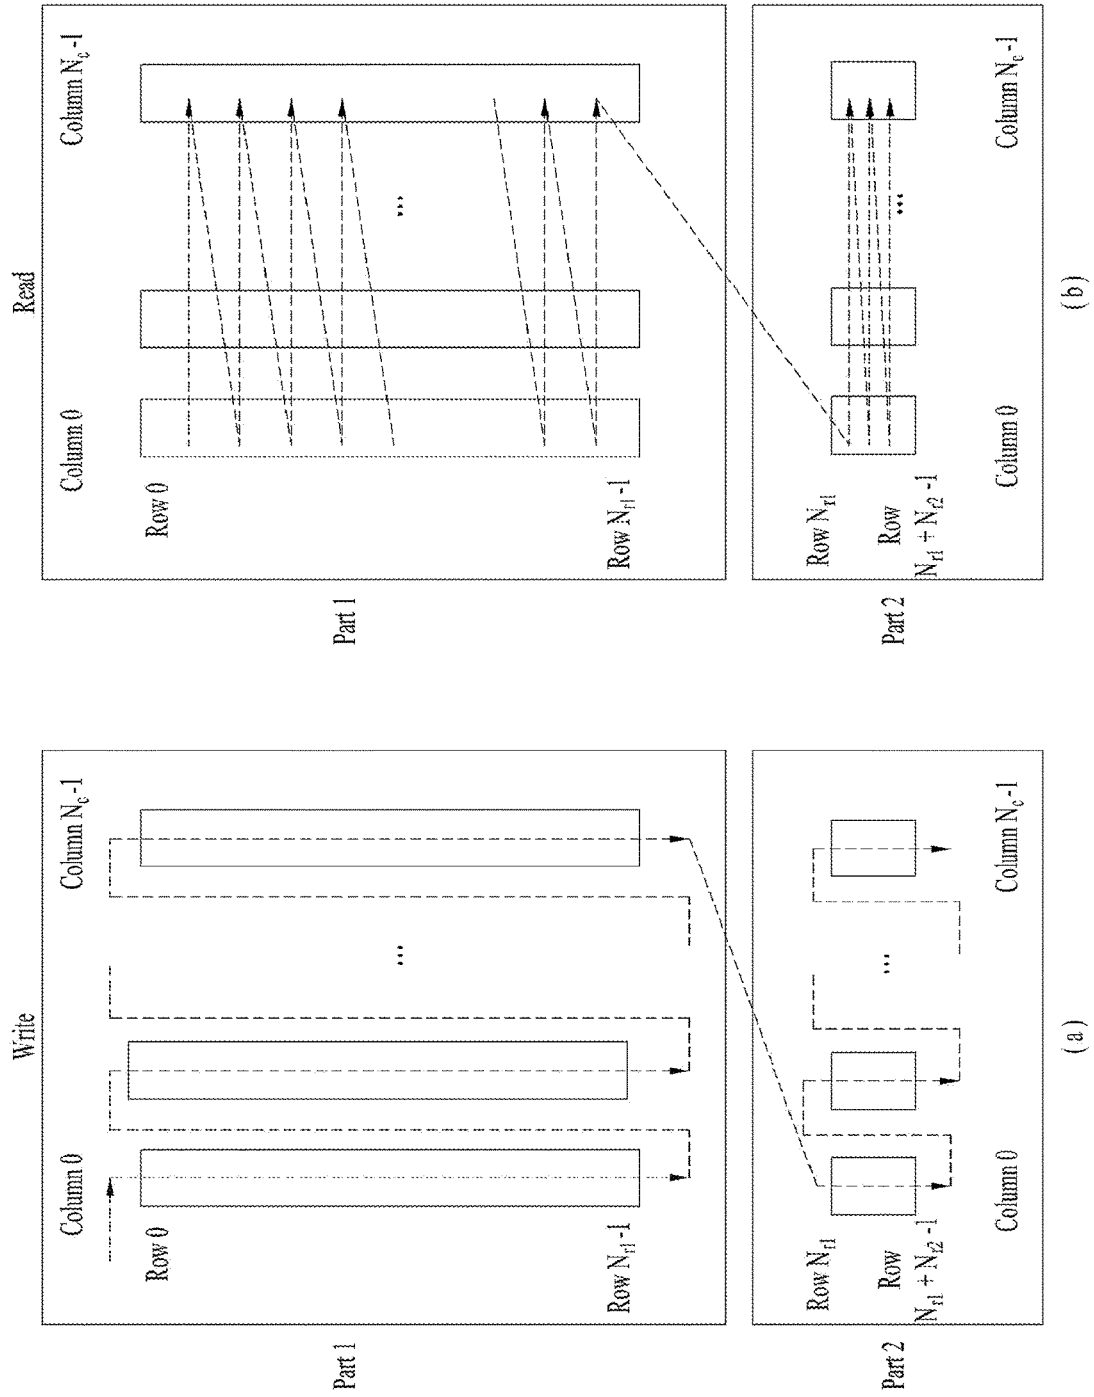 Write
Column 0
Column N_c -1
Row 0
...
Part 1
Row N_r1 -1
Row N_r1
Row
N_r1 + N_r2 -1
...
Part 2
Column 0
Column N_c -1
(a)
Read
Column 0
Column N_c -1
Row 0
...
Part 1
Row N_r1 -1
Row N_r1
Row
N_r1 + N_r2 -1
...
Part 2
Column 0
Column N_c -1
(b)